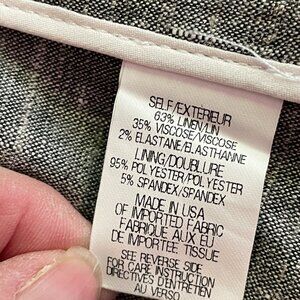 SELF/EXTÉRIEUR
63% LINEN/LIN
35% VISCOSE/VISCOSE
2% ELASTANE/ELASTHANNE
LINING/DOUBLURE
95% POLYESTER/POLYESTER
5% SPANDEX/SPANDEX
MADE IN USA
OF IMPORTED FABRIC
FABRIQUE AUX EU
DE IMPORTEE TISSUE
SEE REVERSE SIDE
FOR CARE INSTRUCTION
DIRECTIVES D'ENTRETIEN
AU VERSO